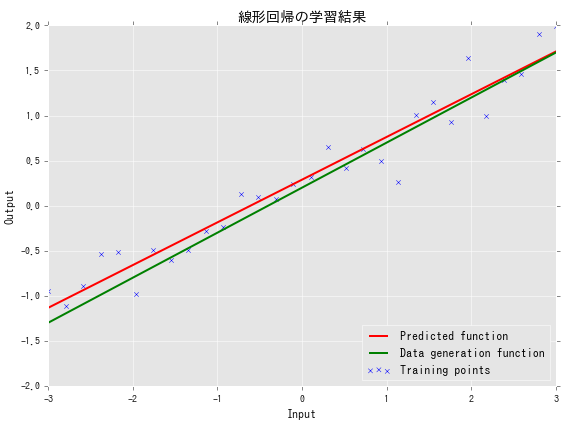 線形回帰の学習結果
2.0
1.5
1.0
0.5
0.0
-0.5
-1.0
-1.5
-2.0
Output
-3 -2 -1 0 1 2 3
Input
Predicted function
Data generation function
Training points